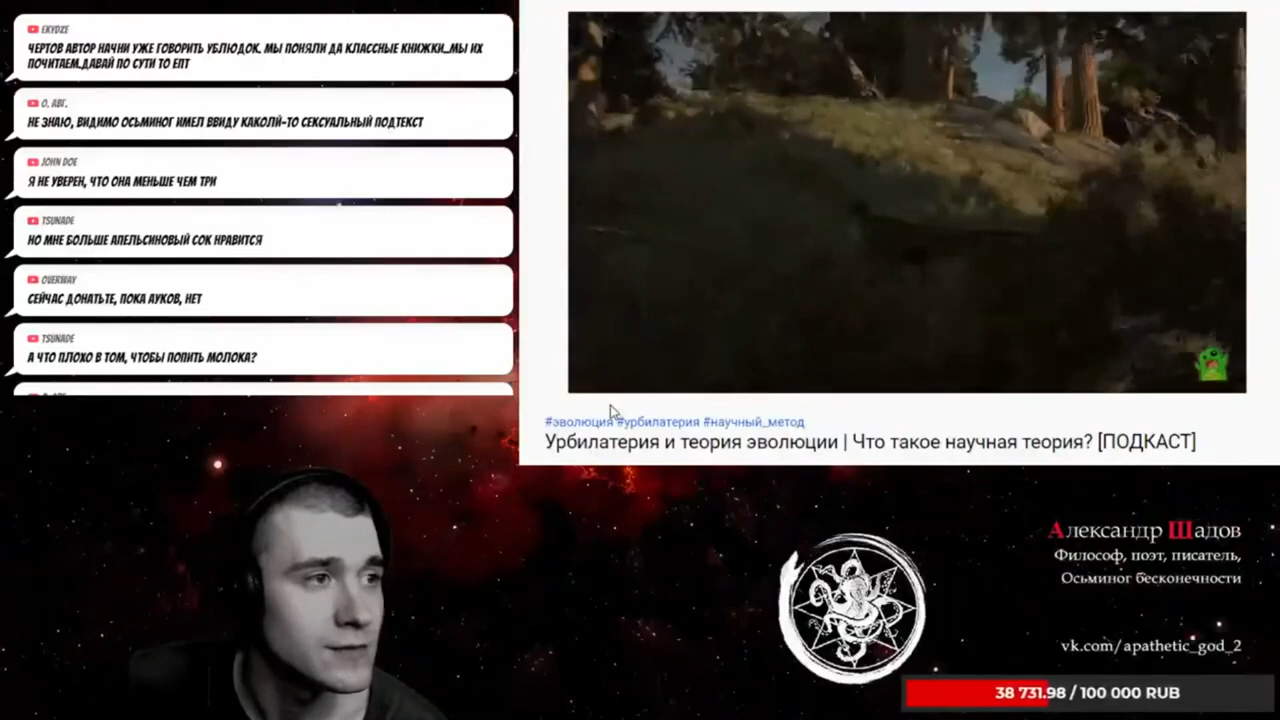 EKYDZE
ЧЕРТОВ АВТОР НАЧНИ УЖЕ ГОВОРИТЬ УБЛЮДОК. МЫ ПОНЯЛИ ДА КЛАССНЫЕ КНИЖКИ..МЫ ИХ
ПОЧИТАЕМ.ДАВАЙ ПО СУТИ ТО ЕПТ
О. АВГ.
НЕ ЗНАЮ, ВИДИМО ОСЬМИНОГ ИМЕЛ ВВИДУ КАКОЛЙ-ТО СЕКСУАЛЬНЫЙ ПОДТЕКСТ
JOHN DOE
Я НЕ УВЕРЕН, ЧТО ОНА МЕНЬШЕ ЧЕМ ТРИ
TSUNADE
НО МНЕ БОЛЬШЕ АПЕЛЬСИНОВЫЙ СОК НРАВИТСЯ
OVERWAY
СЕЙЧАС ДОНАТЬТЕ, ПОКА АУКОВ, НЕТ
TSUNADE
А ЧТО ПЛОХО В ТОМ, ЧТОБЫ ПОПИТЬ МОЛОКА?
#эволюция #урбилатерия #научный_метод
Урбилатерия и теория эволюции | Что такое научная теория? [ПОДКАСТ]
Александр Шадов
Философ, поэт, писатель,
Осьминог бесконечности
vk.com/apathetic_god_2
38 731.98 / 100 000 RUB